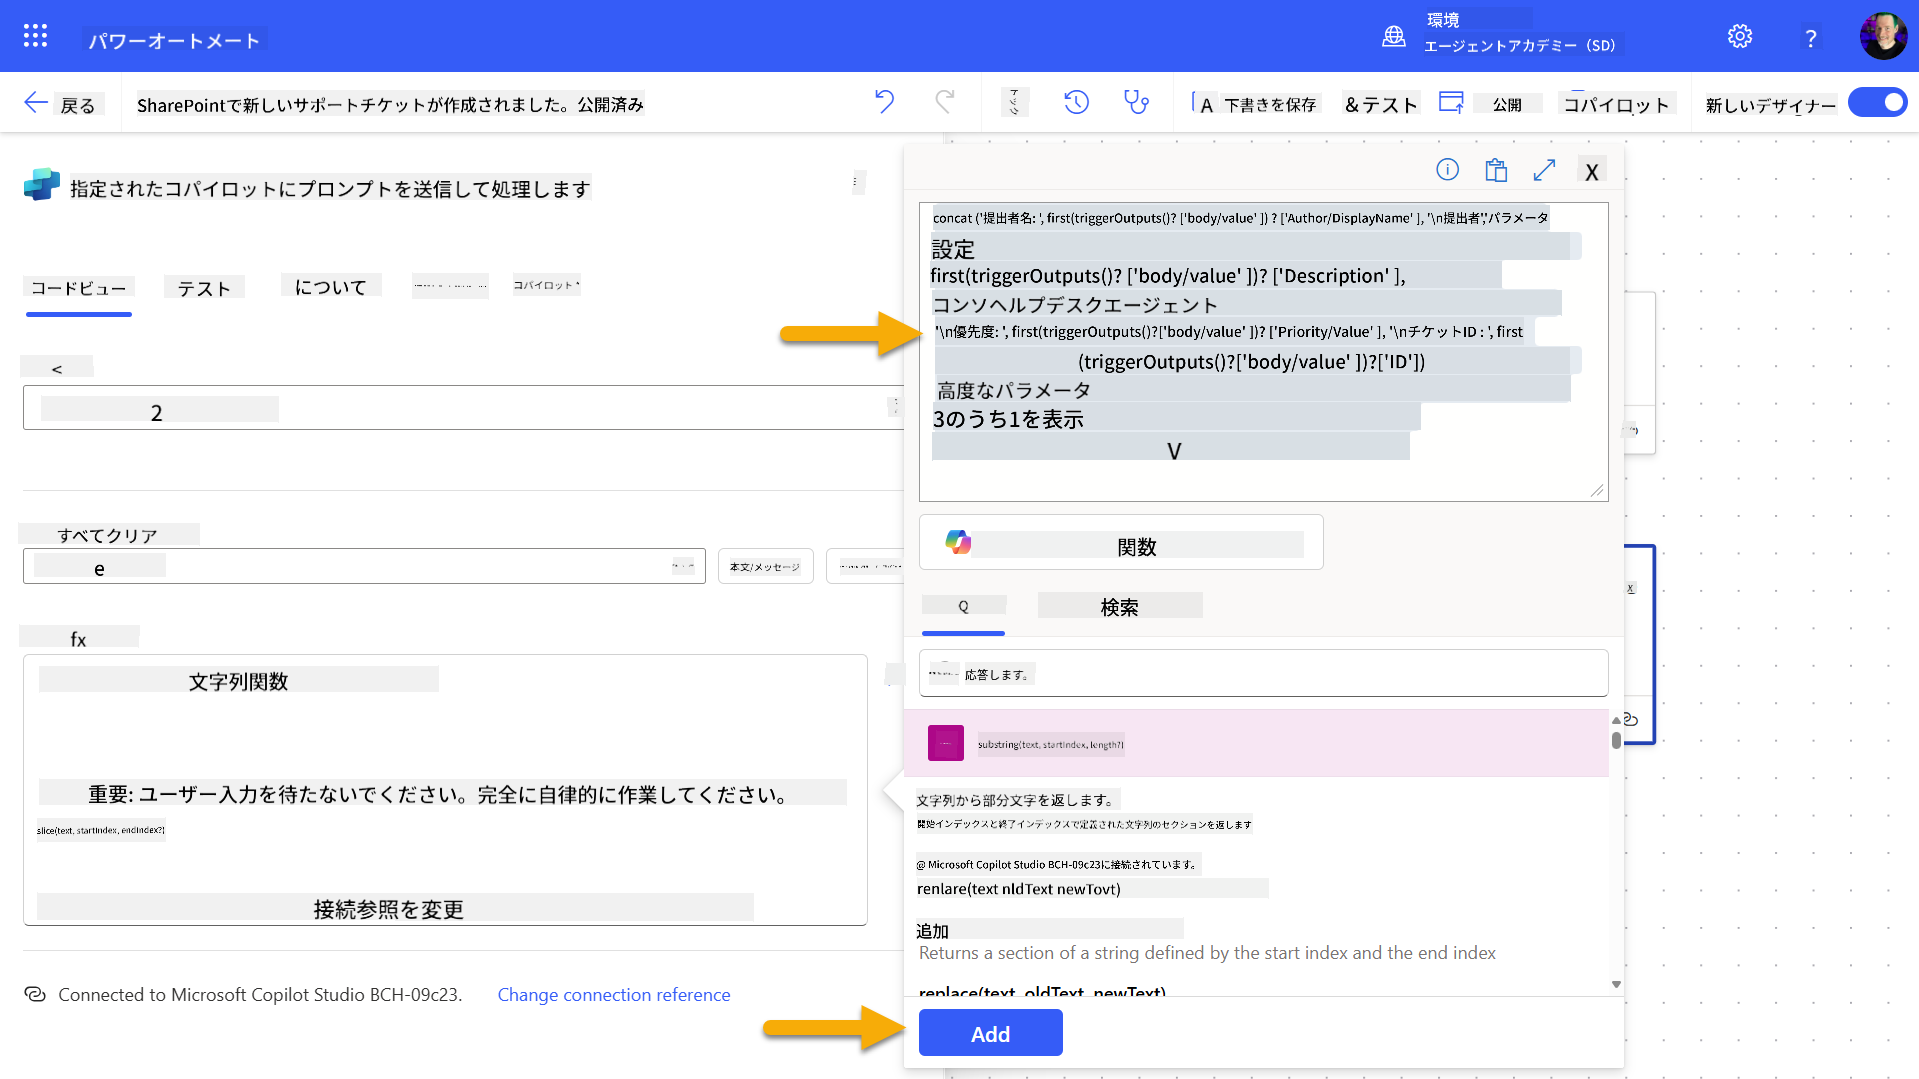 パワーオートメート
環境
エージェントアカデミー（SD）
?
戻る
SharePointで新しいサポートチケットが作成されました。公開済み
A 下書きを保存
＆テスト
公開
コパイロット
新しいデザイナー
指定されたコパイロットにプロンプトを送信して処理します
コードビュー
テスト
について
コパイロット
<
2
すべてクリア
e
本文/メッセージ
fx
文字列関数
重要: ユーザー入力を待たないでください。完全に自律的に作業してください。
slice(text, startIndex, endIndex?)
接続参照を変更
Connected to Microsoft Copilot Studio BCH-09c23.
Change connection reference
X
concat ('提出者名: ', first(triggerOutputs()? ['body/value' ]) ? ['Author/DisplayName' ], '\n提出者','パラメータ
設定
first(triggerOutputs()? ['body/value' ])? ['Description' ],
コンソヘルプデスクエージェント
'\n優先度: ', first(triggerOutputs()?['body/value' ])? ['Priority/Value' ], '\nチケットID : ', first
(triggerOutputs()?['body/value' ])?['ID'])
高度なパラメータ
3のうち1を表示
V
関数
Q
検索
応答します。
substring(text, startIndex, length?)
文字列から部分文字を返します。
開始インデックスと終了インデックスで定義された文字列のセクションを返します
@ Microsoft Copilot Studio BCH-09c23に接続されています。
renlare(text nldText newTovt)
追加
Returns a section of a string defined by the start index and the end index
replace(text, oldText, newText)
Add